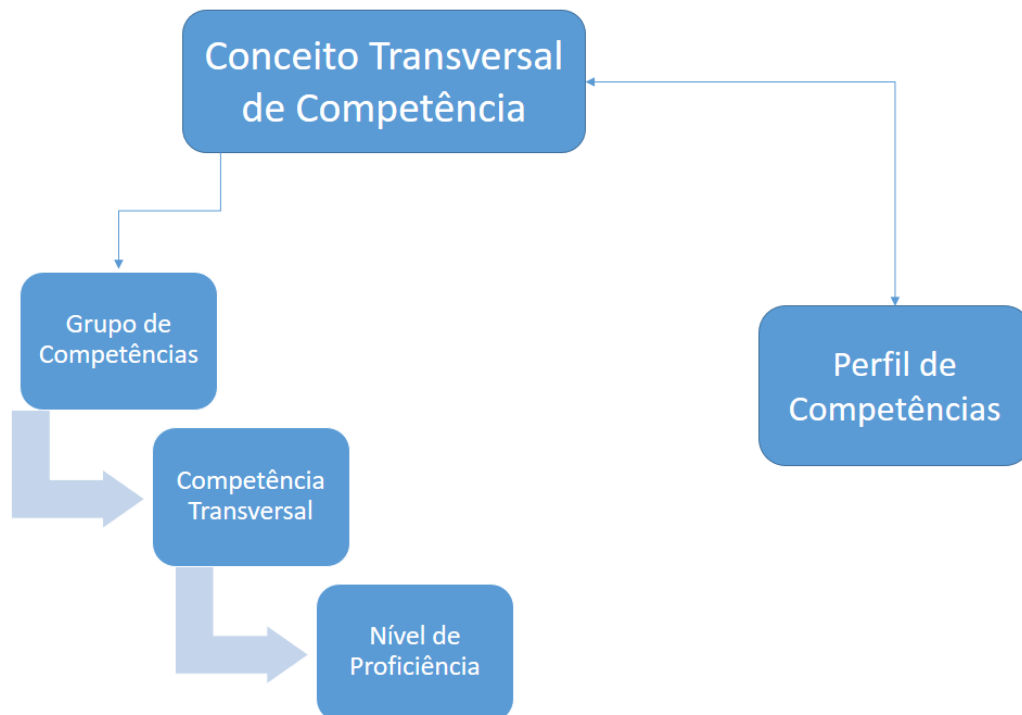 Conceito Transversal
de Competência
Grupo de
Competências
Perfil de
Competências
Competência
Transversal
Nível de
Proficiência